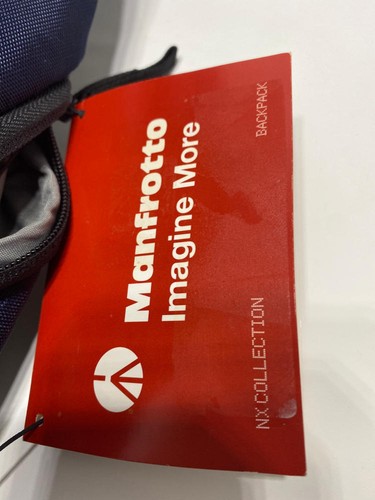 Manfrotto
Imagine More
NX COLLECTION
BACKPACK